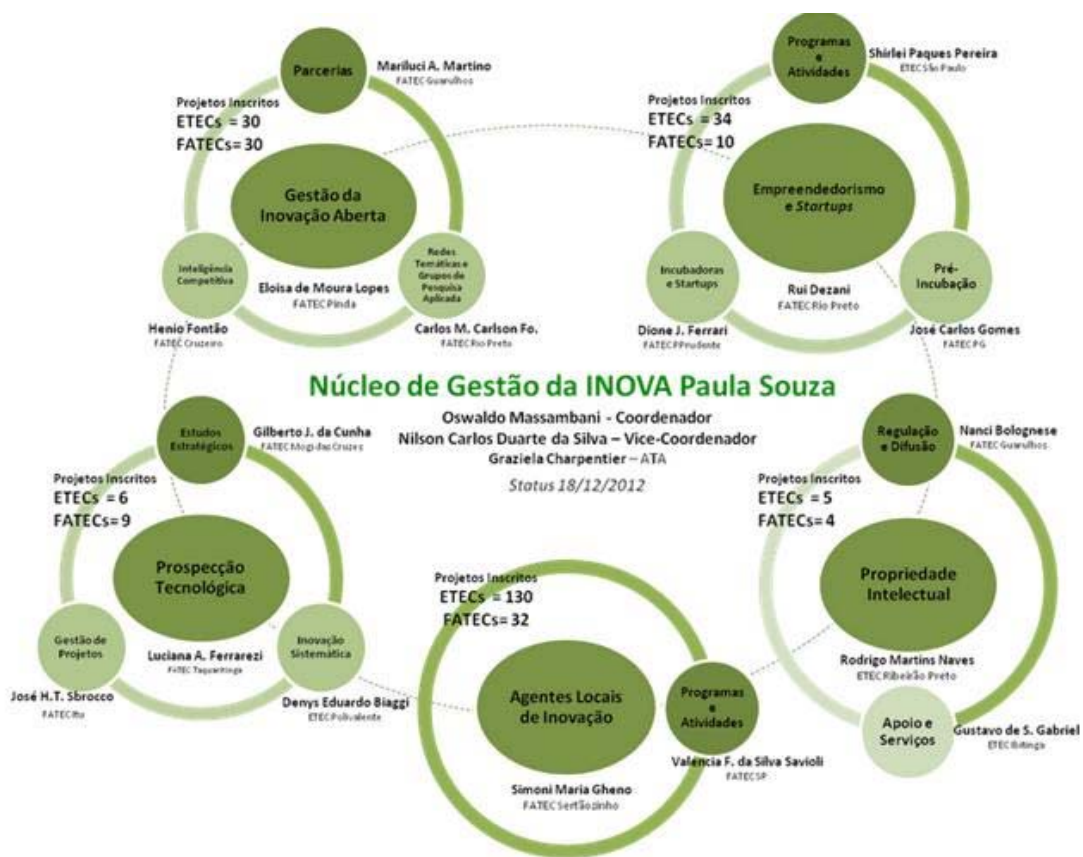 Parcerias
Mariluci A. Martino
FATEC Guarulhos
Projetos Inscritos
ETECs = 30
FATECs= 30
Gestão da
Inovação Aberta
Inteligência
Competitiva
Redes
Temáticas e
Grupos de
Pesquisa
Aplicada
Eloisa de Moura Lopes
FATEC Pinda
Henio Fontão
FATEC Cruzeiro
Carlos M. Carlson Fo.
FATEC Rio Preto
Programas
e
Atividades
Shirlei Paques Pereira
ETEC São Paulo
Projetos Inscritos
ETECs = 34
FATECs= 10
Empreendedorismo
e Startups
Incubadoras
e Startups
Pré-
Incubação
Rui Dezani
FATEC Rio Preto
Dione J. Ferrari
FATEC PPrudente
José Carlos Gomes
FATEC PG
Núcleo de Gestão da INOVA Paula Souza
Oswaldo Massambani - Coordenador
Nilson Carlos Duarte da Silva – Vice-Coordenador
Graziela Charpentier – ATA
Status 18/12/2012
Estudos
Estratégicos
Gilberto J. da Cunha
FATEC Mogi das Cruzes
Projetos Inscritos
ETECs = 6
FATECs= 9
Prospecção
Tecnológica
Gestão de
Projetos
Inovação
Sistemática
Luciana A. Ferrarezi
FATEC Taquaritinga
José H.T. Sbrocco
FATEC Itu
Denys Eduardo Biaggi
ETEC Polivalente
Projetos Inscritos
ETECs = 130
FATECs= 32
Agentes Locais
de Inovação
Programas
e
Atividades
Valencia F. da Silva Savioli
FATEC SP
Simoni Maria Gheno
FATEC Sertãozinho
Regulação
e Difusão
Nanci Bolognese
FATEC Guarulhos
Projetos Inscritos
ETECs = 5
FATECs= 4
Propriedade
Intelectual
Rodrigo Martins Naves
ETEC Ribeirão Preto
Apoio e
Serviços
Gustavo de S. Gabriel
ETEC Ibitinga